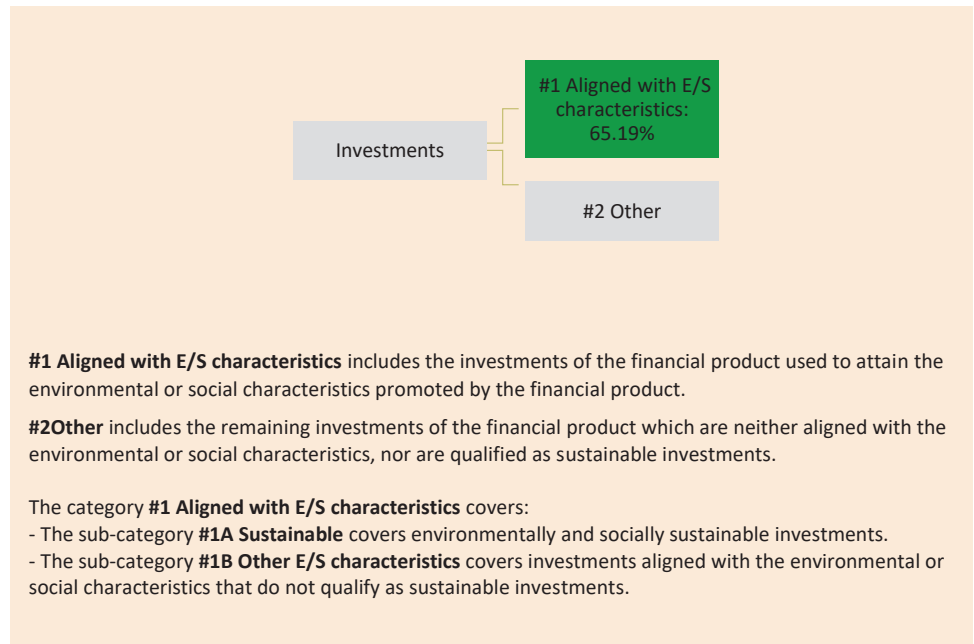 #1 Aligned with E/S
characteristics:
65.19%
Investments
#2 Other
#1 Aligned with E/S characteristics includes the investments of the financial product used to attain the
environmental or social characteristics promoted by the financial product.
#2Other includes the remaining investments of the financial product which are neither aligned with the
environmental or social characteristics, nor are qualified as sustainable investments.
The category #1 Aligned with E/S characteristics covers:
- The sub-category #1A Sustainable covers environmentally and socially sustainable investments.
- The sub-category #1B Other E/S characteristics covers investments aligned with the environmental or
social characteristics that do not qualify as sustainable investments.